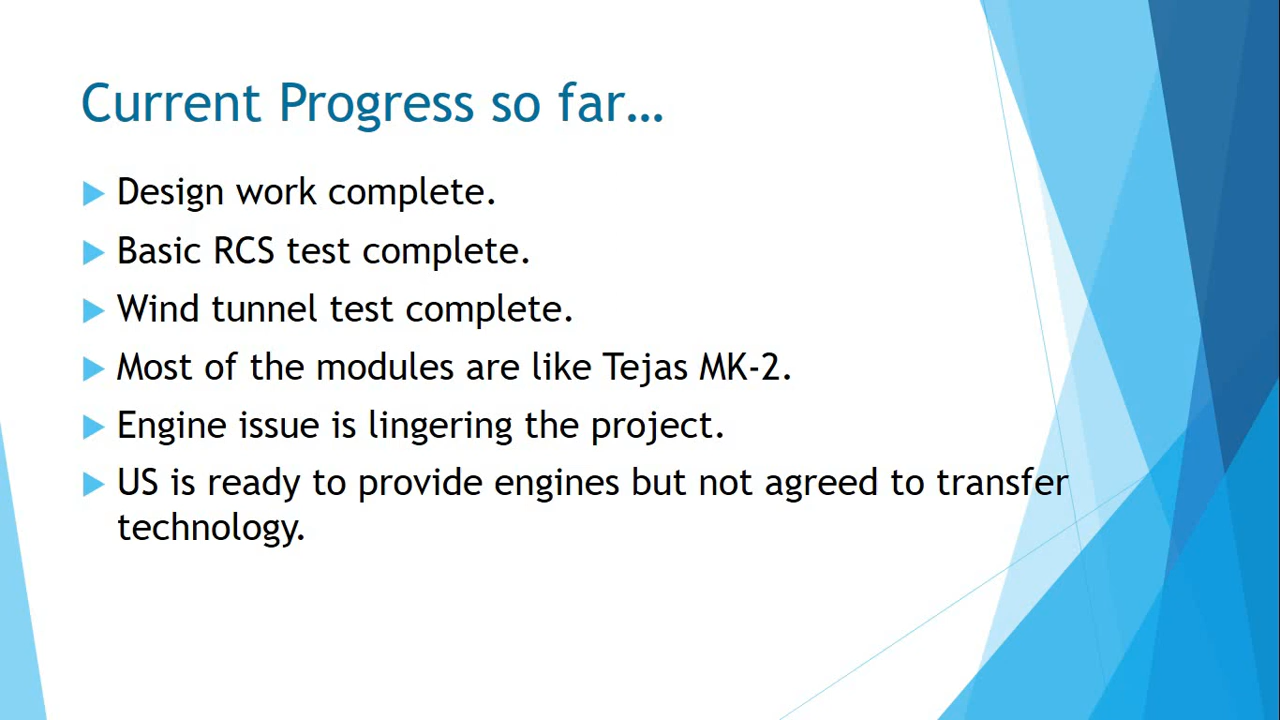 Current Progress so far…
Design work complete.
Basic RCS test complete.
Wind tunnel test complete.
Most of the modules are like Tejas MK-2.
Engine issue is lingering the project.
US is ready to provide engines but not agreed to transfer
technology.